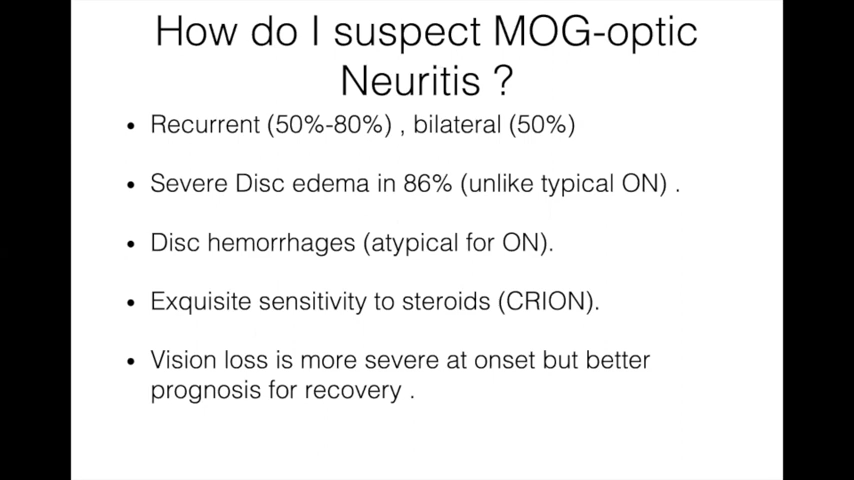 How do I suspect MOG-optic
Neuritis ?
• Recurrent (50%-80%) , bilateral (50%)
• Severe Disc edema in 86% (unlike typical ON) .
• Disc hemorrhages (atypical for ON).
• Exquisite sensitivity to steroids (CRION).
• Vision loss is more severe at onset but better
prognosis for recovery .